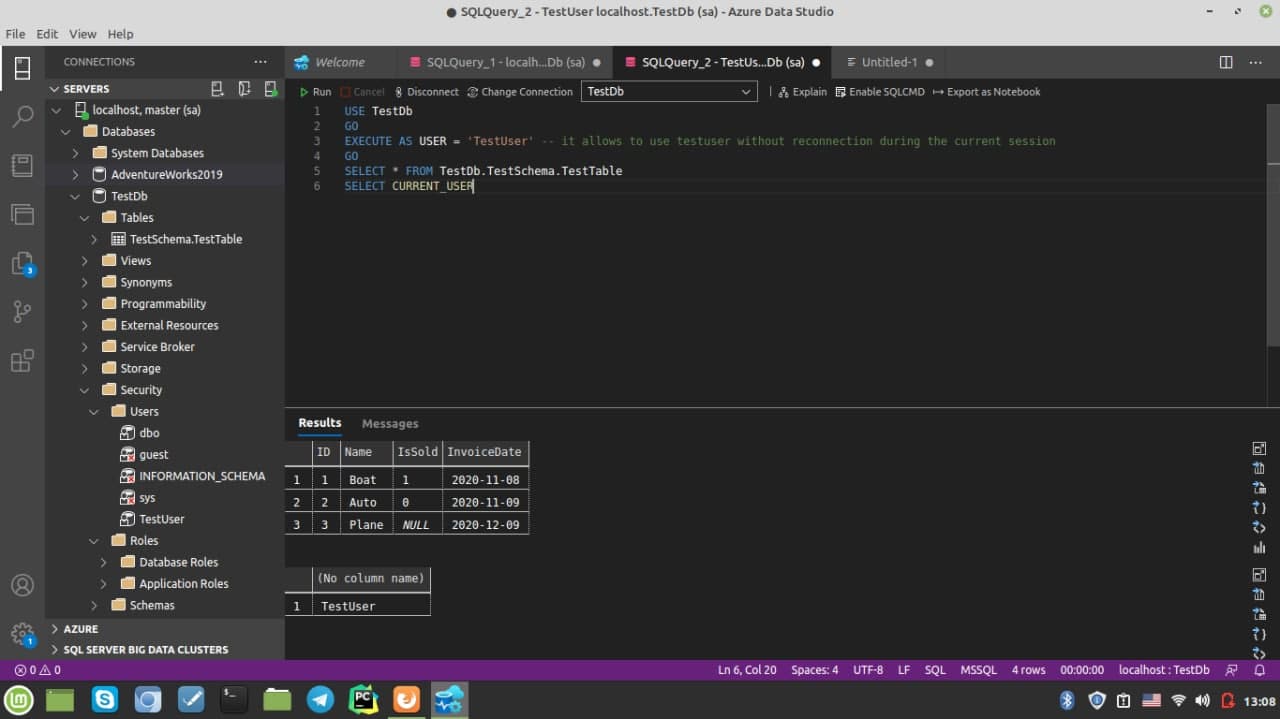 ● SQLQuery_2 - TestUser localhost.TestDb (sa) - Azure Data Studio
File Edit View Help
CONNECTIONS ...
Welcome
SQLQuery_1 - localh...Db (sa) ●
SQLQuery_2 - TestUs...Db (sa) ●
Untitled-1 ●
SERVERS
Run Cancel Disconnect Change Connection TestDb Explain Enable SQLCMD Export as Notebook
localhost, master (sa)
Databases
System Databases
AdventureWorks2019
TestDb
Tables
TestSchema.TestTable
Views
Synonyms
Programmability
External Resources
Service Broker
Storage
Security
Users
dbo
guest
INFORMATION_SCHEMA
sys
TestUser
Roles
Database Roles
Application Roles
Schemas
AZURE
SQL SERVER BIG DATA CLUSTERS
3
1
1 USE TestDb
2 GO
3 EXECUTE AS USER = 'TestUser' -- it allows to use testuser without reconnection during the current session
4 GO
5 SELECT * FROM TestDb.TestSchema.TestTable
6 SELECT CURRENT_USER
Results Messages
ID Name IsSold InvoiceDate
1 1 Boat 1 2020-11-08
2 2 Auto 0 2020-11-09
3 3 Plane NULL 2020-12-09
(No column name)
1 TestUser
0 0 Ln 6, Col 20 Spaces: 4 UTF-8 LF SQL MSSQL 4 rows 00:00:00 localhost : TestDb
PC
13:08